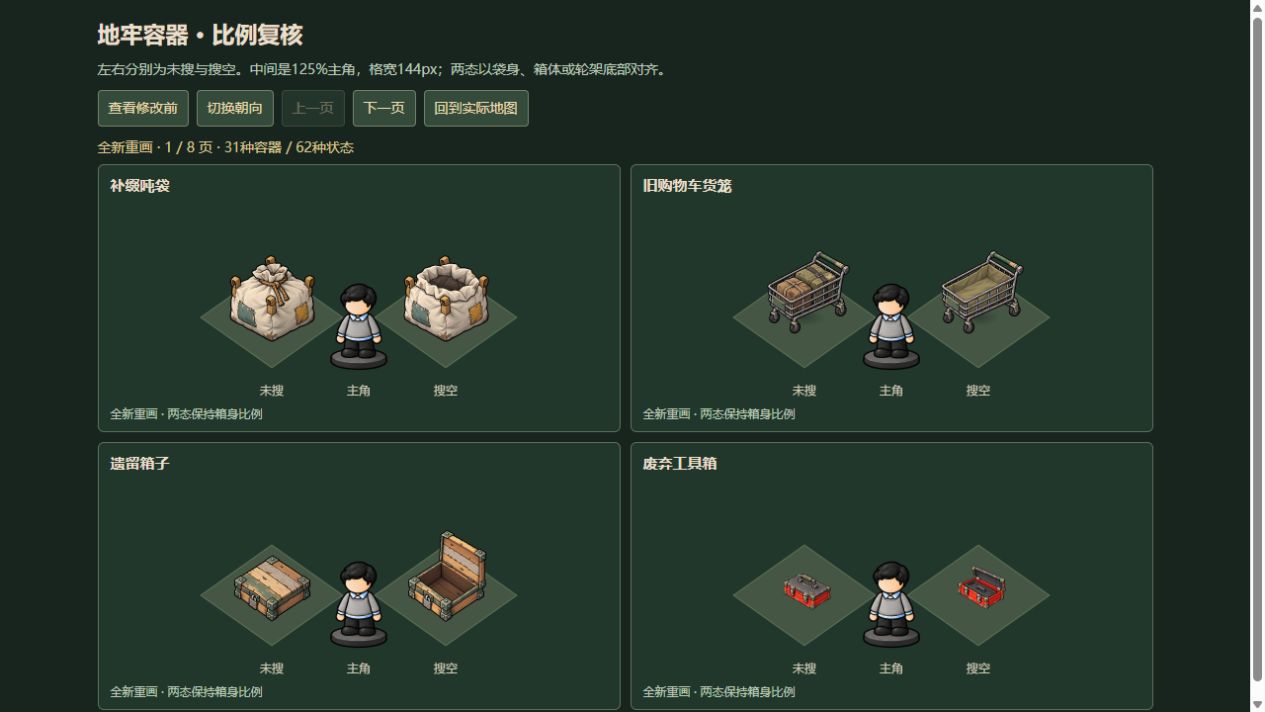 地牢容器 · 比例复核
左右分别为未搜与搜空。中间是125%主角，格宽144px；两态以袋身、箱体或轮架底部对齐。
查看修改前 切换朝向 上一页 下一页 回到实际地图
全新重画 · 1 / 8 页 · 31种容器 / 62种状态
补缀吨袋
未搜 主角 搜空
全新重画 · 两态保持箱身比例
旧购物车货笼
未搜 主角 搜空
全新重画 · 两态保持箱身比例
遗留箱子
未搜 主角 搜空
全新重画 · 两态保持箱身比例
废弃工具箱
未搜 主角 搜空
全新重画 · 两态保持箱身比例